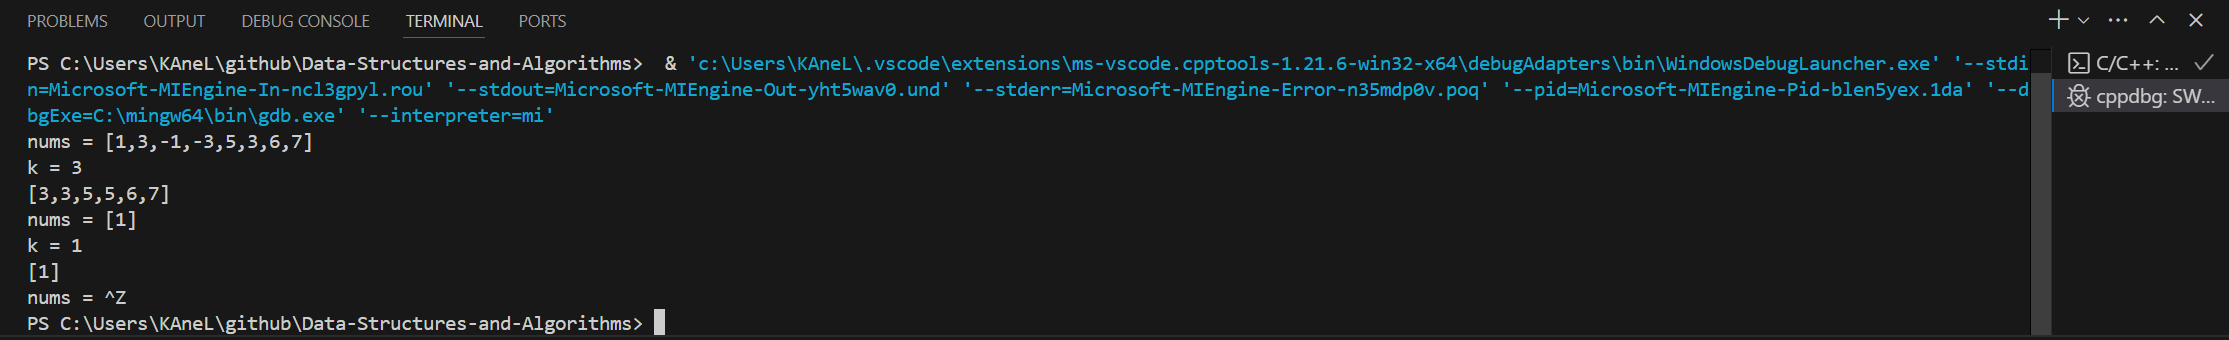 PROBLEMS OUTPUT DEBUG CONSOLE TERMINAL PORTS
PS C:\Users\KAneL\github\Data-Structures-and-Algorithms>  & 'c:\Users\KAneL\.vscode\extensions\ms-vscode.cpptools-1.21.6-win32-x64\debugAdapters\bin\WindowsDebugLauncher.exe' '--stdi
n=Microsoft-MIEngine-In-ncl3gpyl.rou' '--stdout=Microsoft-MIEngine-Out-yht5wav0.und' '--stderr=Microsoft-MIEngine-Error-n35mdp0v.poq' '--pid=Microsoft-MIEngine-Pid-blen5yex.1da' '--d
bgExe=C:\mingw64\bin\gdb.exe' '--interpreter=mi'
nums = [1,3,-1,-3,5,3,6,7]
k = 3
[3,3,5,5,6,7]
nums = [1]
k = 1
[1]
nums = ^Z
PS C:\Users\KAneL\github\Data-Structures-and-Algorithms>
C/C++: ...
cppdbg: SW...